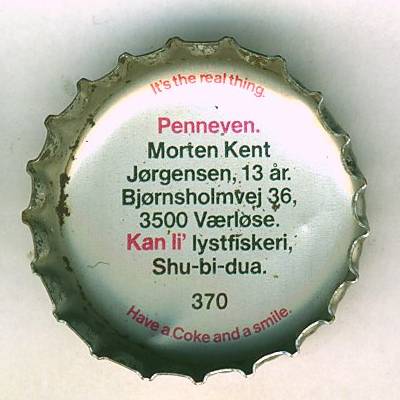 It's the real thing.
Penneven.
Morten Kent
Jørgensen, 13 år.
Bjørnsholmvej 36,
3500 Værløse.
Kan li' lystfiskeri,
Shu-bi-dua.
370
Have a Coke and a smile.